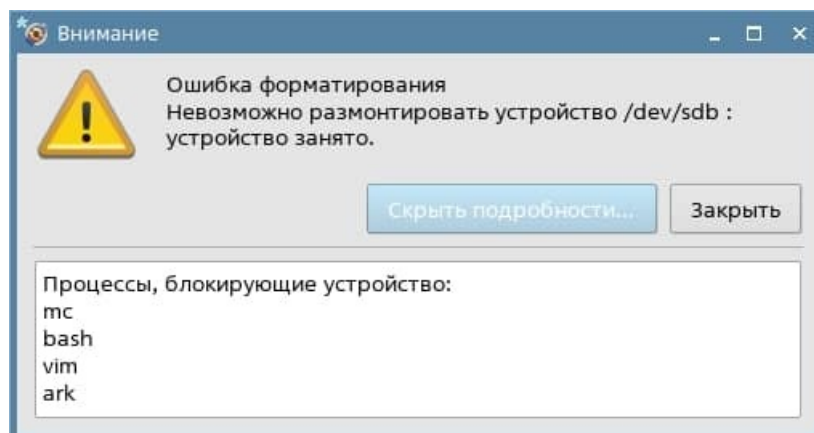 Внимание
Ошибка форматирования
Невозможно размонтировать устройство /dev/sdb :
устройство занято.
Скрыть подробности...
Закрыть
Процессы, блокирующие устройство:
mc
bash
vim
ark